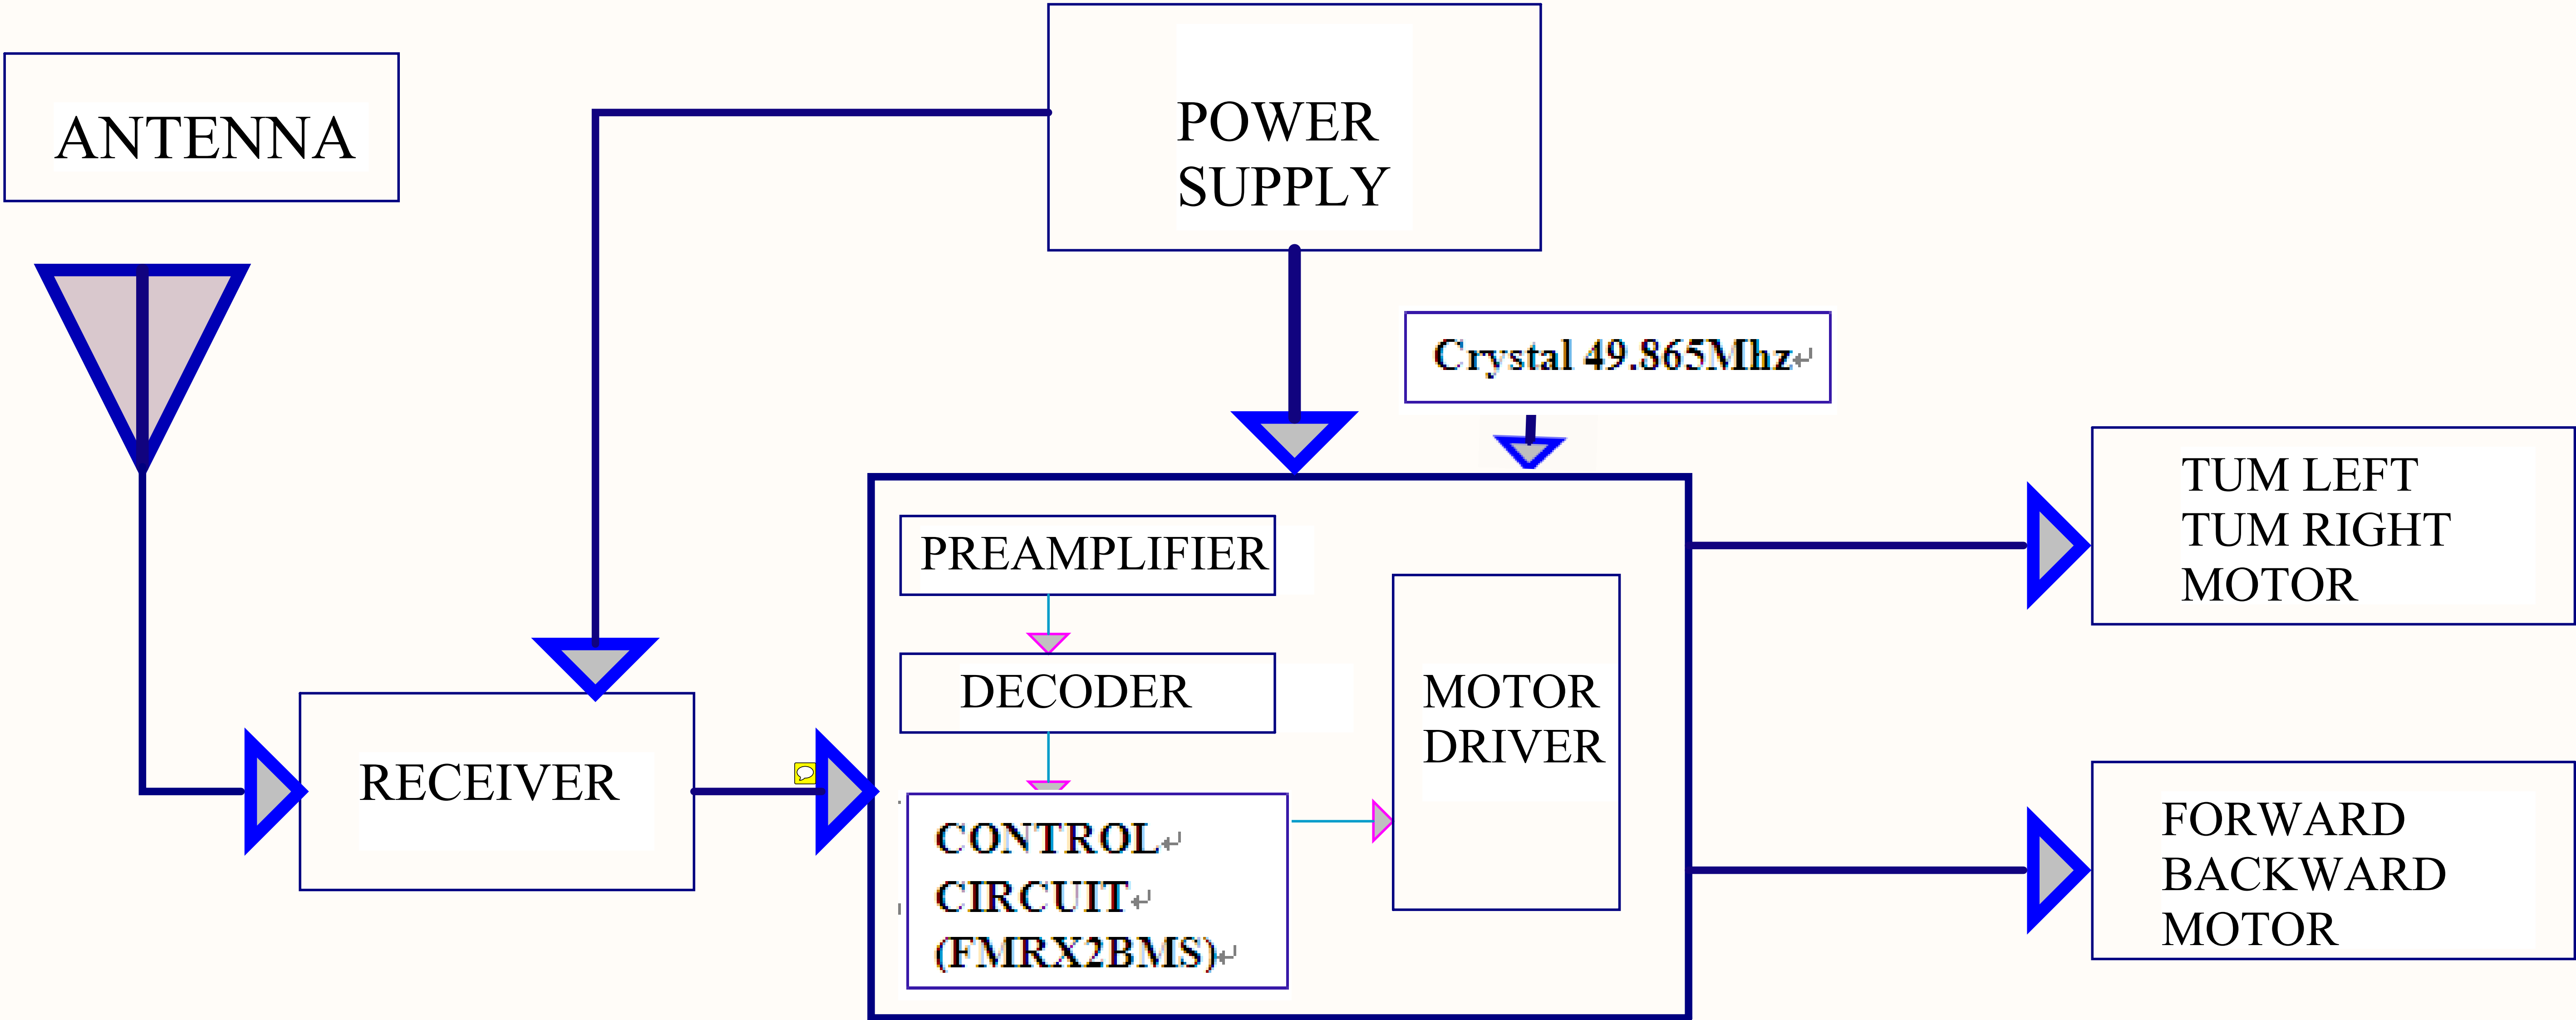 ANTENNA
POWER
SUPPLY
Crystal 49.865Mhz
PREAMPLIFIER
DECODER
CONTROL
CIRCUIT
(FMRX2BMS)
MOTOR
DRIVER
RECEIVER
TUM LEFT
TUM RIGHT
MOTOR
FORWARD
BACKWARD
MOTOR